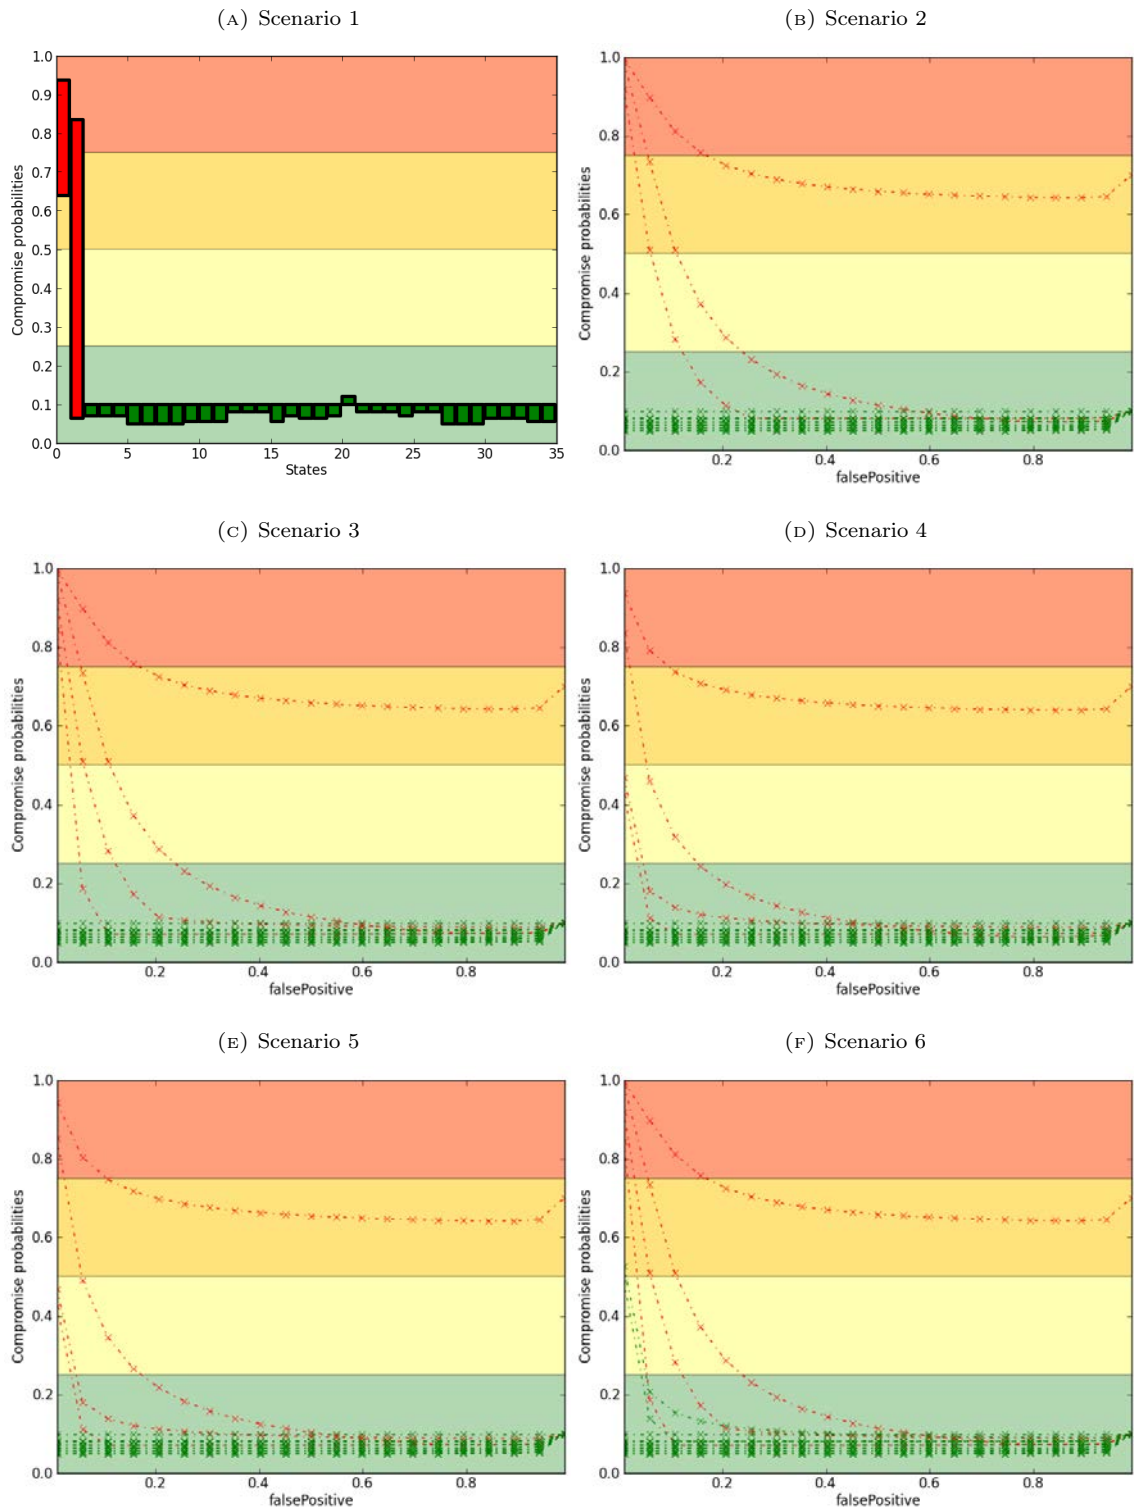 (A) Scenario 1
(B) Scenario 2
1.0
0.9
0.8
0.7
0.6
0.5
0.4
0.3
0.2
0.1
0.0
Compromise probabilities
0 5 10 15 20 25 30 35
States
1.0
0.8
0.6
0.4
0.2
0.0
Compromise probabilities
0.2 0.4 0.6 0.8
falsePositive
(C) Scenario 3
(D) Scenario 4
1.0
0.8
0.6
0.4
0.2
0.0
Compromise probabilities
0.2 0.4 0.6 0.8
falsePositive
1.0
0.8
0.6
0.4
0.2
0.0
Compromise probabilities
0.2 0.4 0.6 0.8
falsePositive
(E) Scenario 5
(F) Scenario 6
1.0
0.8
0.6
0.4
0.2
0.0
Compromise probabilities
0.2 0.4 0.6 0.8
falsePositive
1.0
0.8
0.6
0.4
0.2
0.0
Compromise probabilities
0.2 0.4 0.6 0.8
falsePositive